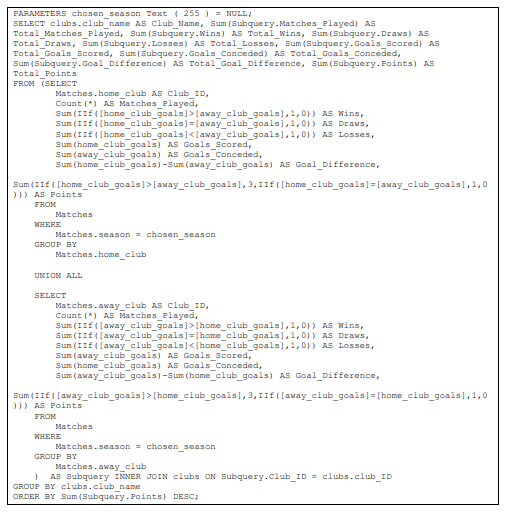 PARAMETERS chosen_season Text ( 255 ) = NULL;
SELECT clubs.club_name AS Club_Name, Sum(Subquery.Matches_Played) AS
Total_Matches_Played, Sum(Subquery.Wins) AS Total_Wins, Sum(Subquery.Draws) AS
Total_Draws, Sum(Subquery.Losses) AS Total_Losses, Sum(Subquery.Goals_Scored) AS
Total_Goals_Scored, Sum(Subquery.Goals_Conceded) AS Total_Goals_Conceded,
Sum(Subquery.Goal_Difference) AS Total_Goal_Difference, Sum(Subquery.Points) AS
Total_Points
FROM (SELECT
Matches.home_club AS Club_ID,
Count(*) AS Matches_Played,
Sum(IIf([home_club_goals]>[away_club_goals],1,0)) AS Wins,
Sum(IIf([home_club_goals]=[away_club_goals],1,0)) AS Draws,
Sum(IIf([home_club_goals]<[away_club_goals],1,0)) AS Losses,
Sum(home_club_goals) AS Goals_Scored,
Sum(away_club_goals) AS Goals_Conceded,
Sum(home_club_goals)-Sum(away_club_goals) AS Goal_Difference,
Sum(IIf([home_club_goals]>[away_club_goals],3,IIf([home_club_goals]=[away_club_goals],1,0
))) AS Points
FROM
Matches
WHERE
Matches.season = chosen_season
GROUP BY
Matches.home_club
UNION ALL
SELECT
Matches.away_club AS Club_ID,
Count(*) AS Matches_Played,
Sum(IIf([away_club_goals]>[home_club_goals],1,0)) AS Wins,
Sum(IIf([away_club_goals]=[home_club_goals],1,0)) AS Draws,
Sum(IIf([away_club_goals]<[home_club_goals],1,0)) AS Losses,
Sum(away_club_goals) AS Goals_Scored,
Sum(home_club_goals) AS Goals_Conceded,
Sum(away_club_goals)-Sum(home_club_goals) AS Goal_Difference,
Sum(IIf([away_club_goals]>[home_club_goals],3,IIf([away_club_goals]=[home_club_goals],1,0
))) AS Points
FROM
Matches
WHERE
Matches.season = chosen_season
GROUP BY
Matches.away_club
) AS Subquery INNER JOIN clubs ON Subquery.Club_ID = clubs.club_ID
GROUP BY clubs.club_name
ORDER BY Sum(Subquery.Points) DESC;